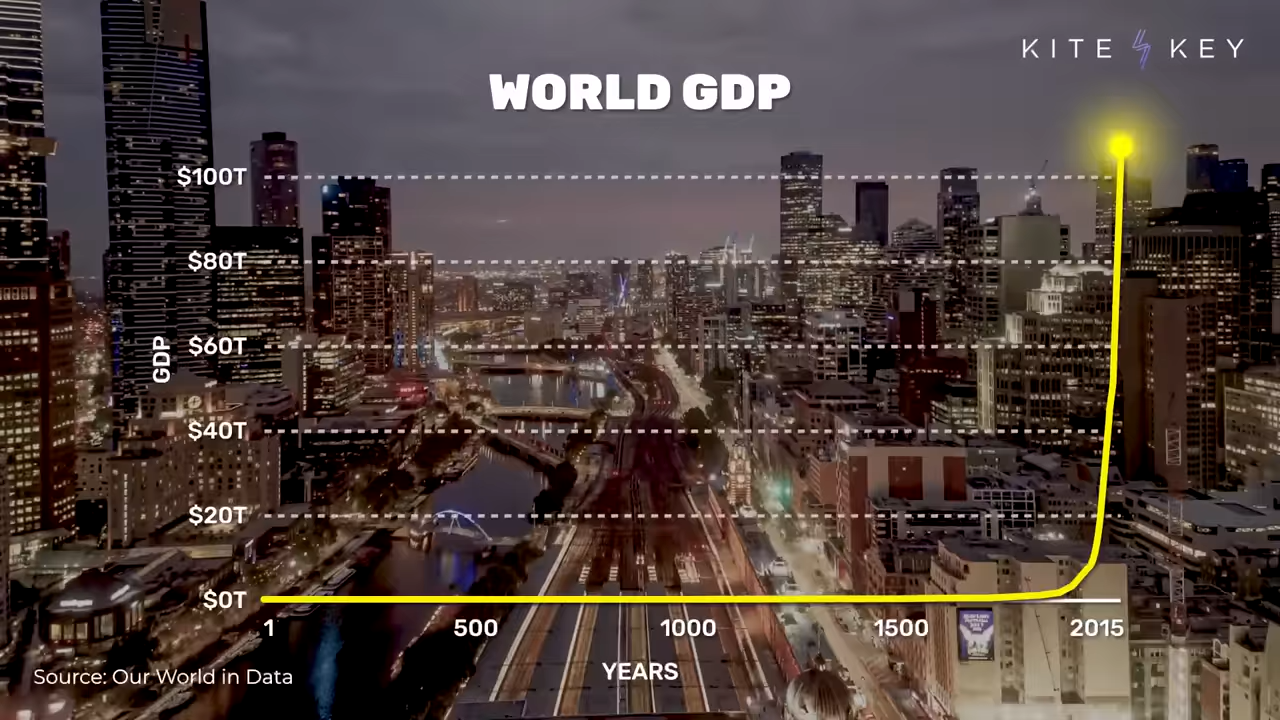 KITE KEY
WORLD GDP
$100T
$80T
$60T
$40T
$20T
$0T
GDP
1 500 1000 1500 2015
YEARS
Source: Our World in Data